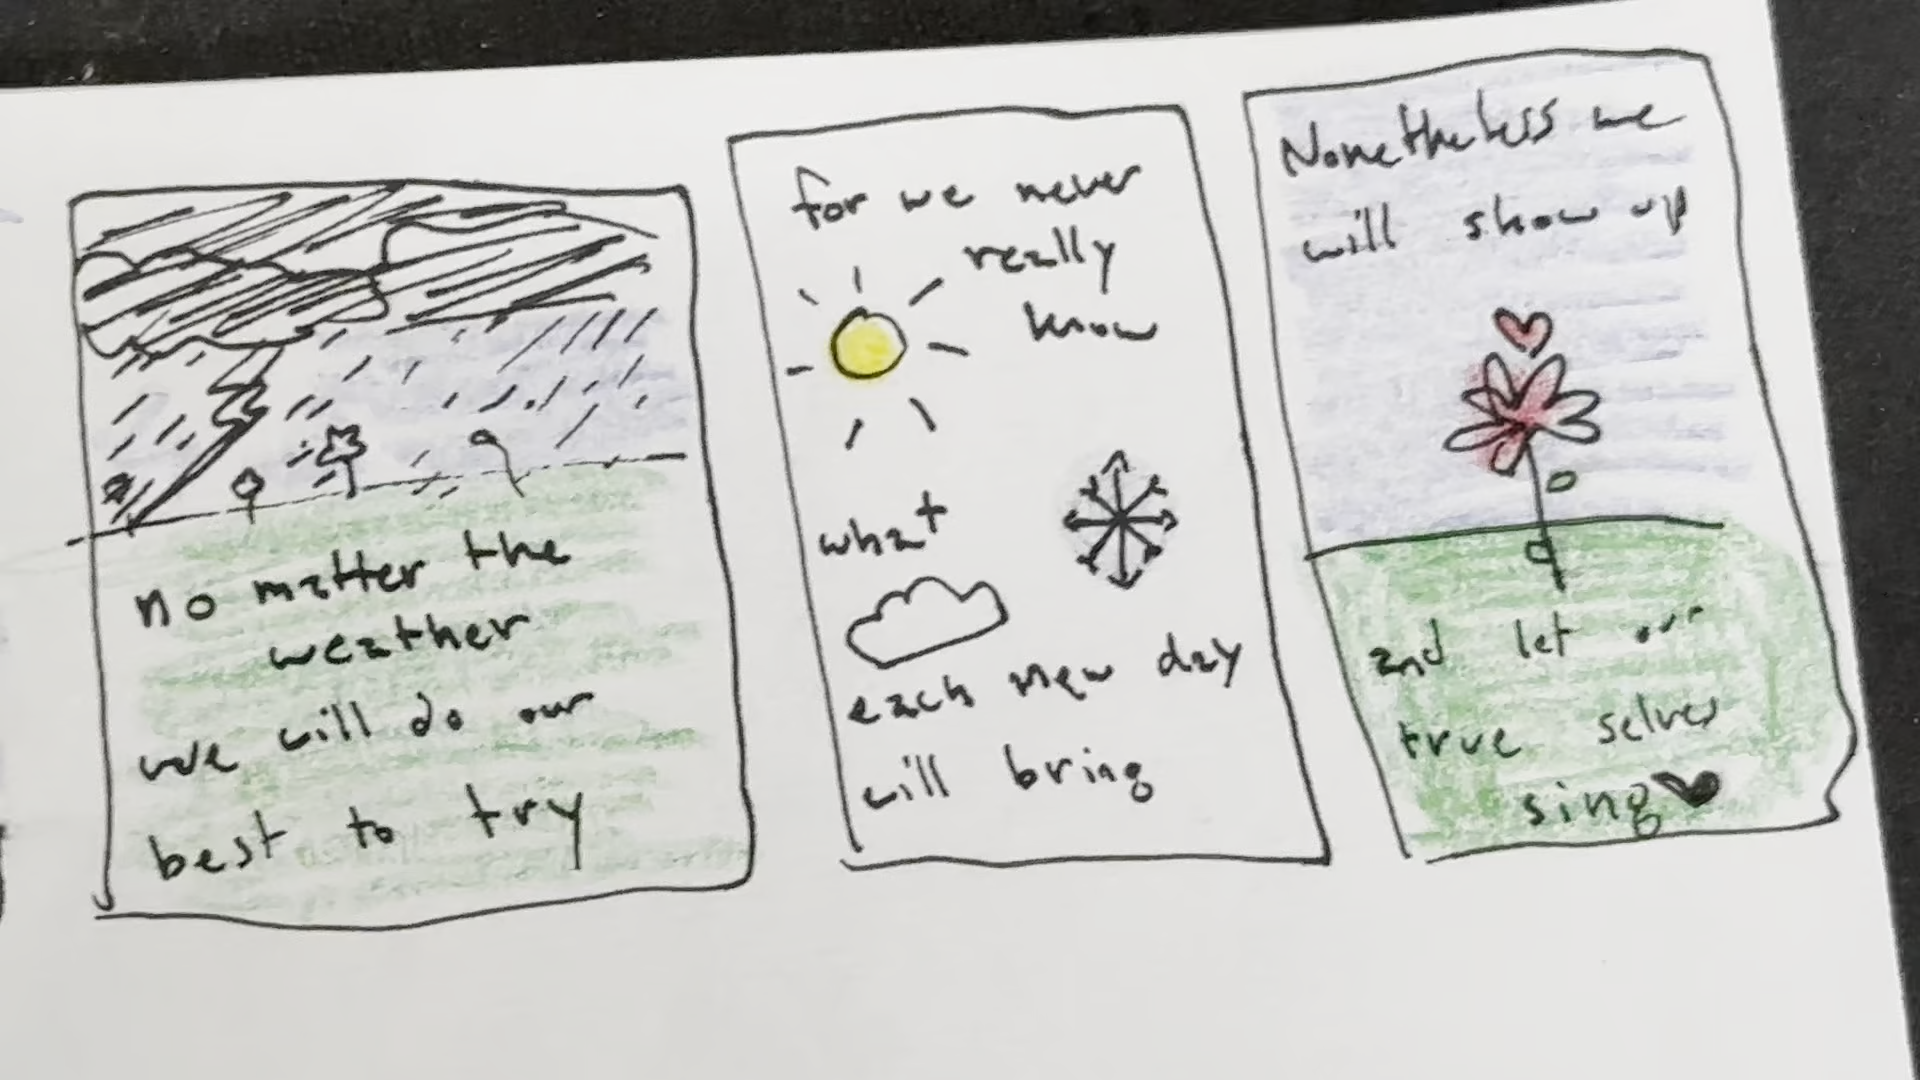 no matter the
weather
we will do our
best to try
for we never
really
know
what
each new day
will bring
Nonetheless we
will show up
and let our
true selves
sing